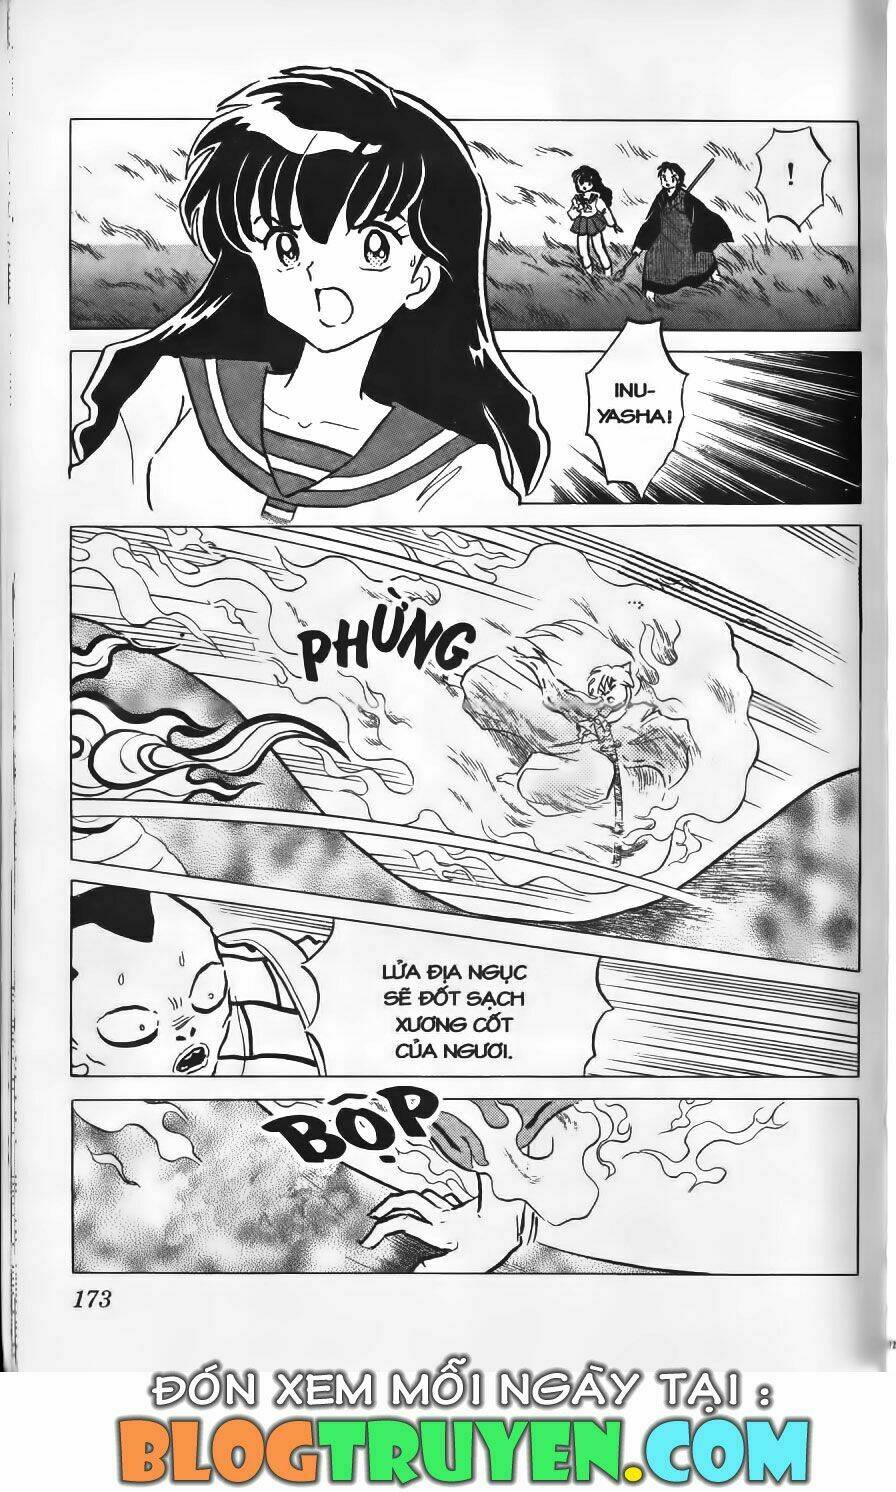 !
INU-
YASHA!
PHỪNG
LỬA ĐỊA NGỤC
SẼ ĐỐT SẠCH
XƯƠNG CỐT
CỦA NGƯƠI.
BỘP
173
ĐÓN XEM MỖI NGÀY TẠI :
BLOGTRUYEN.COM